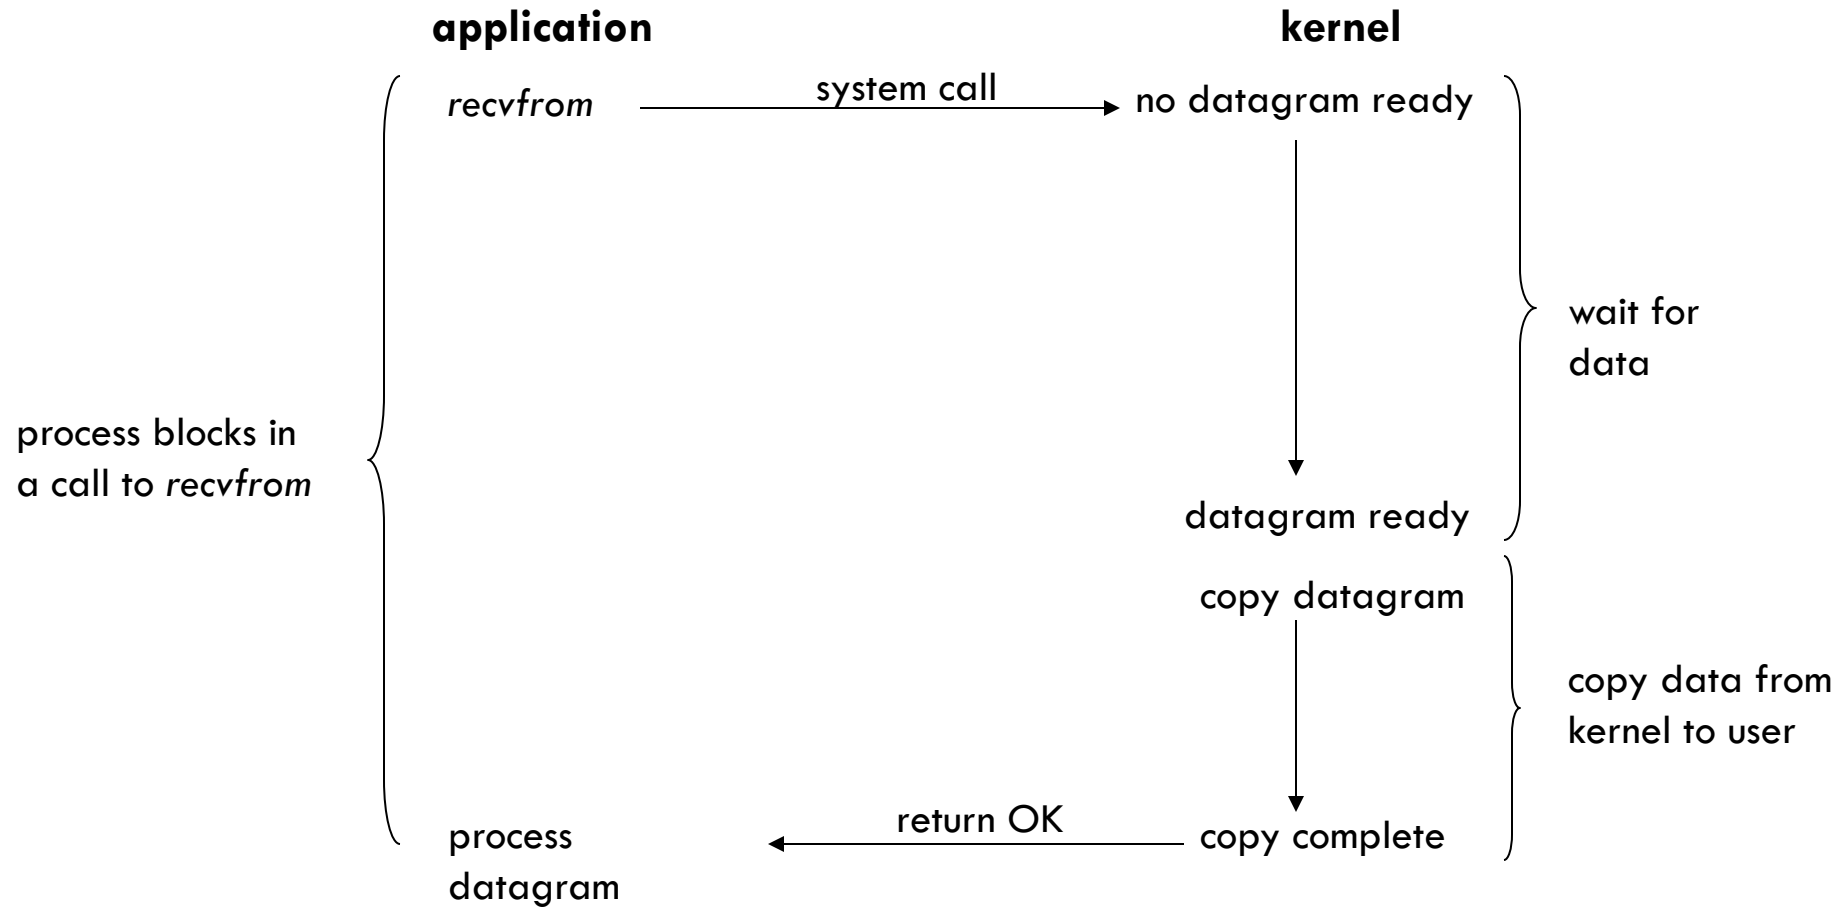 application
kernel
recvfrom
system call
no datagram ready
wait for
data
process blocks in
a call to recvfrom
datagram ready
copy datagram
copy data from
kernel to user
return OK
copy complete
process
datagram